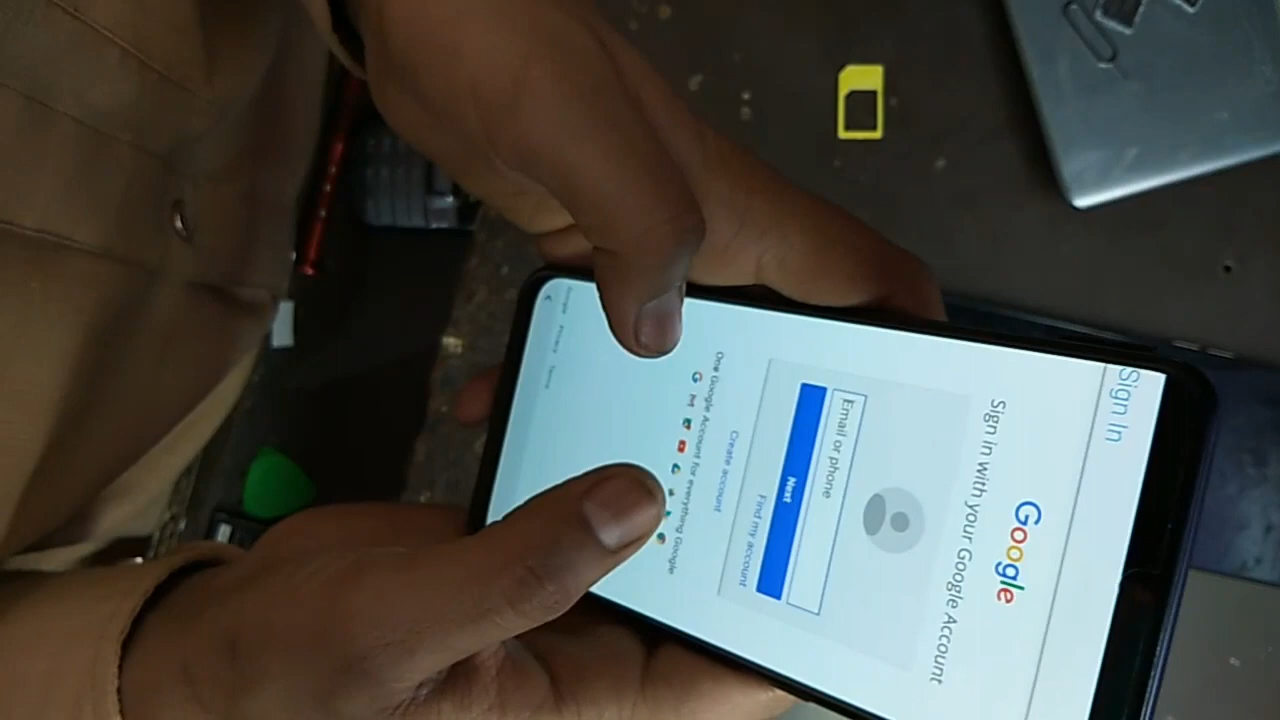 Sign In
Google
Sign in with your Google Account
Email or phone
Next
Find my account
Create account
One Google Account for everything Google
Google Privacy Terms